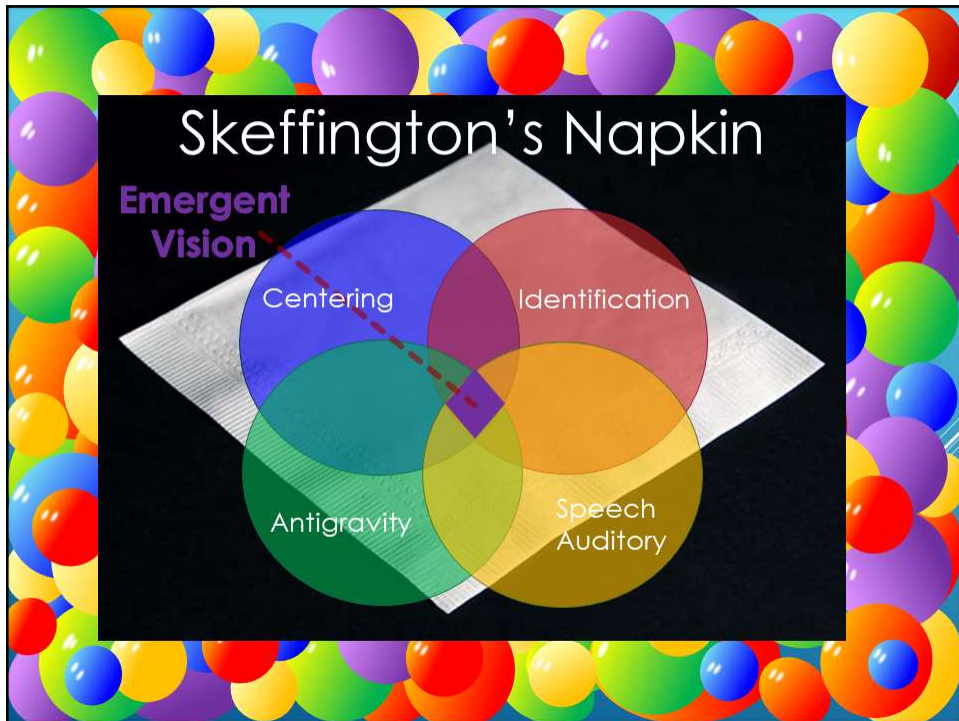 Skeffington’s Napkin
Emergent
Vision
Centering
Identification
Antigravity
Speech
Auditory